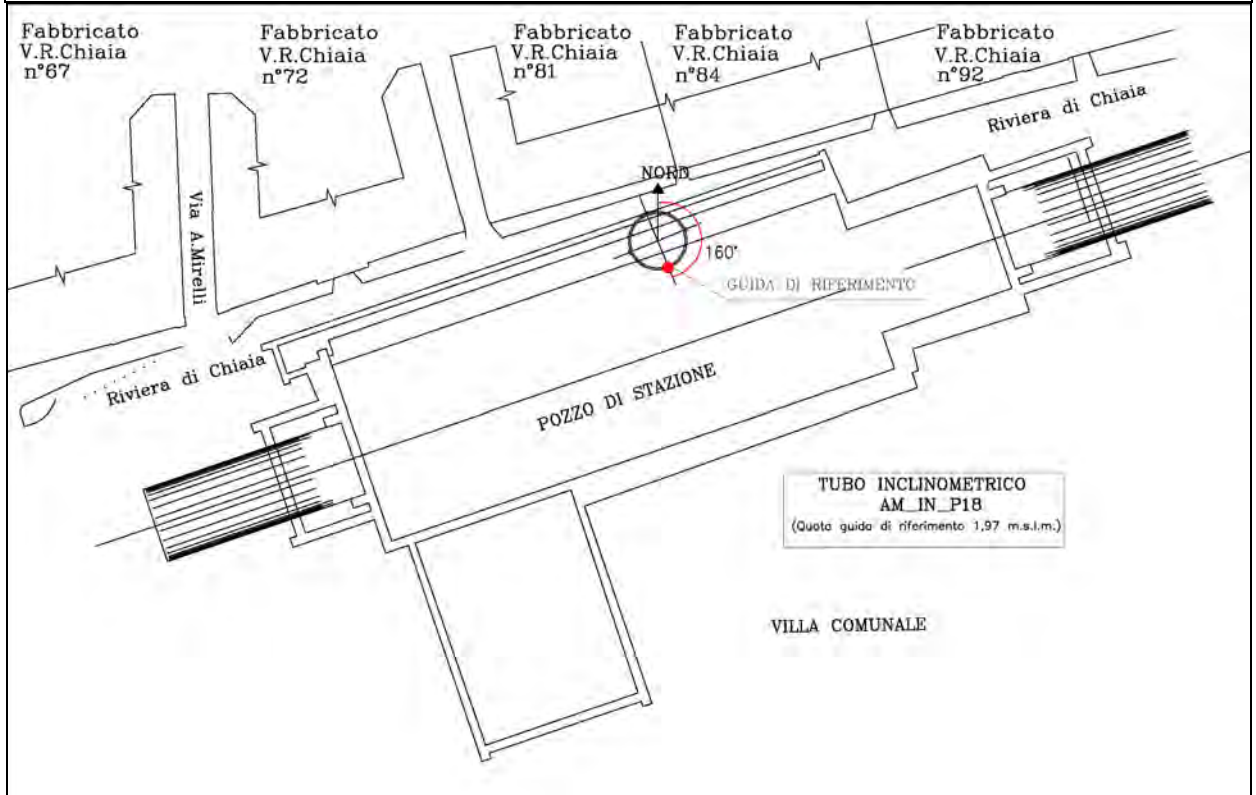 Fabbricato
V.R.Chiaia
n°67
Fabbricato
V.R.Chiaia
n°72
Fabbricato
V.R.Chiaia
n°81
Fabbricato
V.R.Chiaia
n°84
Fabbricato
V.R.Chiaia
n°92
Riviera di Chiaia
Via A.Mirelli
NORD
160°
GUIDA DI RIFERIMENTO
Riviera di Chiaia
POZZO DI STAZIONE
TUBO INCLINOMETRICO
AM_IN_P18
(Quota guida di riferimento 1,97 m.s.l.m.)
VILLA COMUNALE